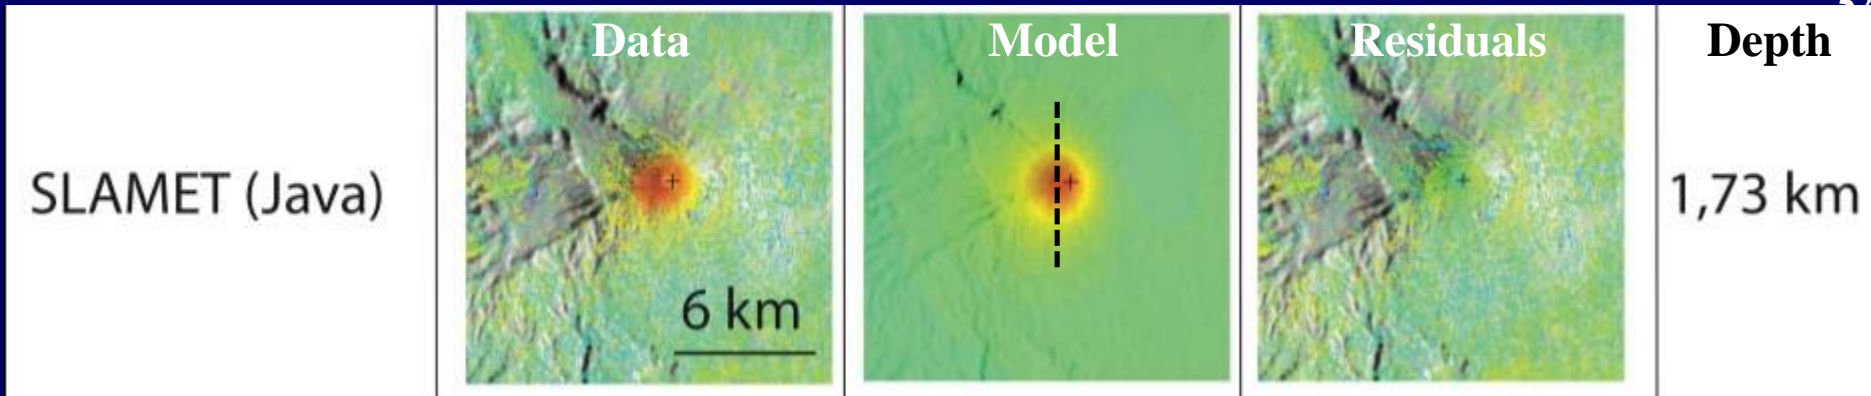 Data
Model
Residuals
Depth
SLAMET (Java)
6 km
1,73 km